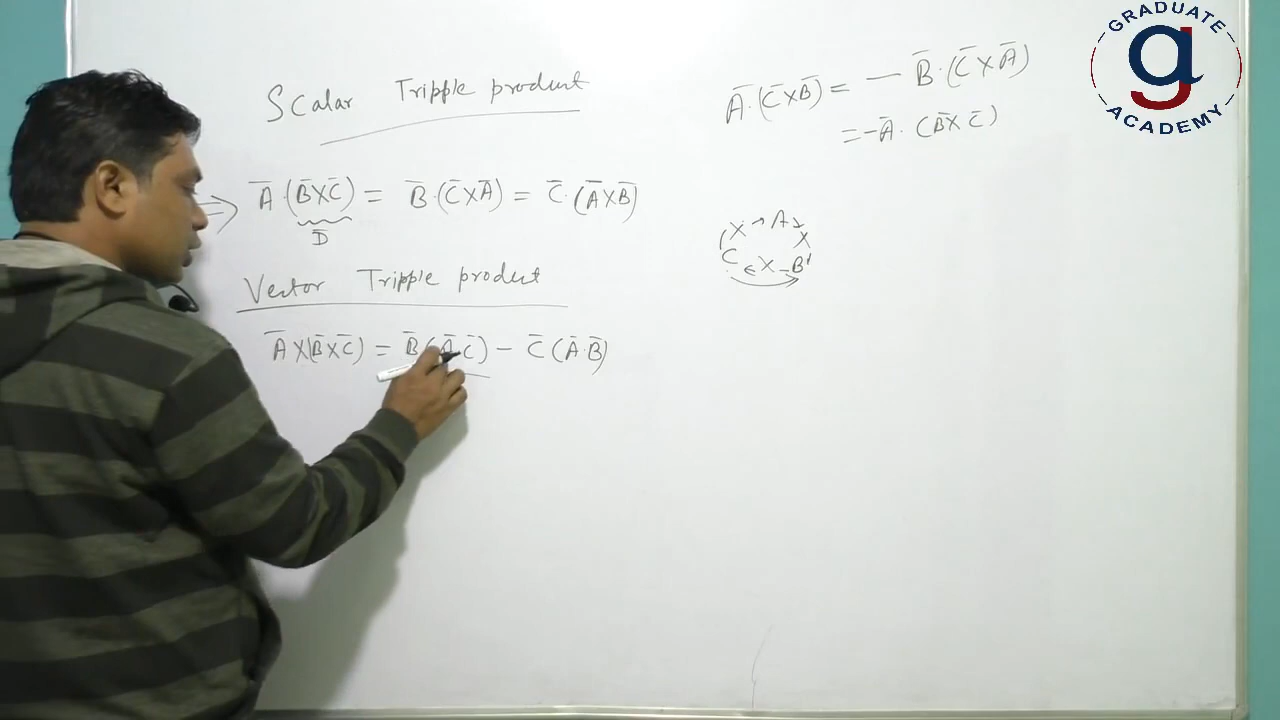 Scalar Tripple product
A̅·(B̅×C̅) = B̅·(C̅×A̅) = C̅·(A̅×B̅)
D̅
Vector Tripple product
A̅×(B̅×C̅) = B̅(A̅·C̅) − C̅(A̅·B̅)
A̅·(C̅×B̅) = − B̅·(C̅×A̅)
= −A̅·(B̅×C̅)
× → A ×
C × B
GRADUATE
a
g
ACADEMY